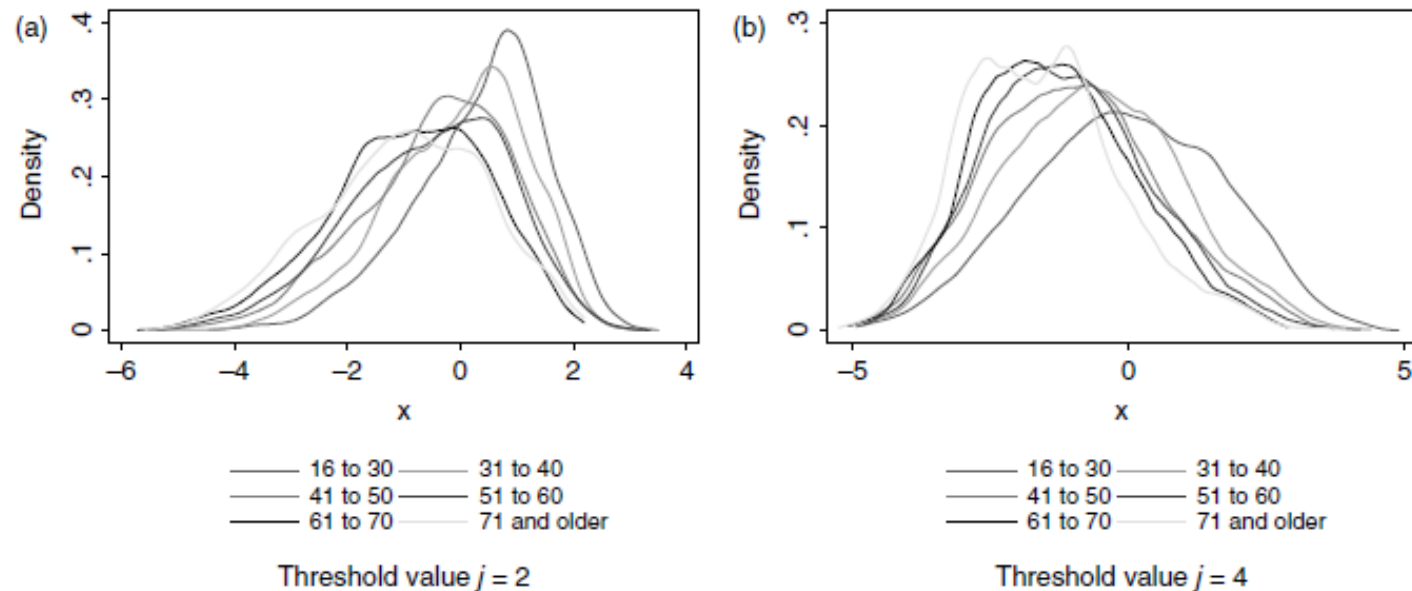 (a)
.4
.3
.2
.1
0
Density
–6 –4 –2 0 2 4
x
16 to 30 31 to 40
41 to 50 51 to 60
61 to 70 71 and older
Threshold value j = 2
(b)
.3
.2
.1
0
Density
–5 0 5
x
16 to 30 31 to 40
41 to 50 51 to 60
61 to 70 71 and older
Threshold value j = 4